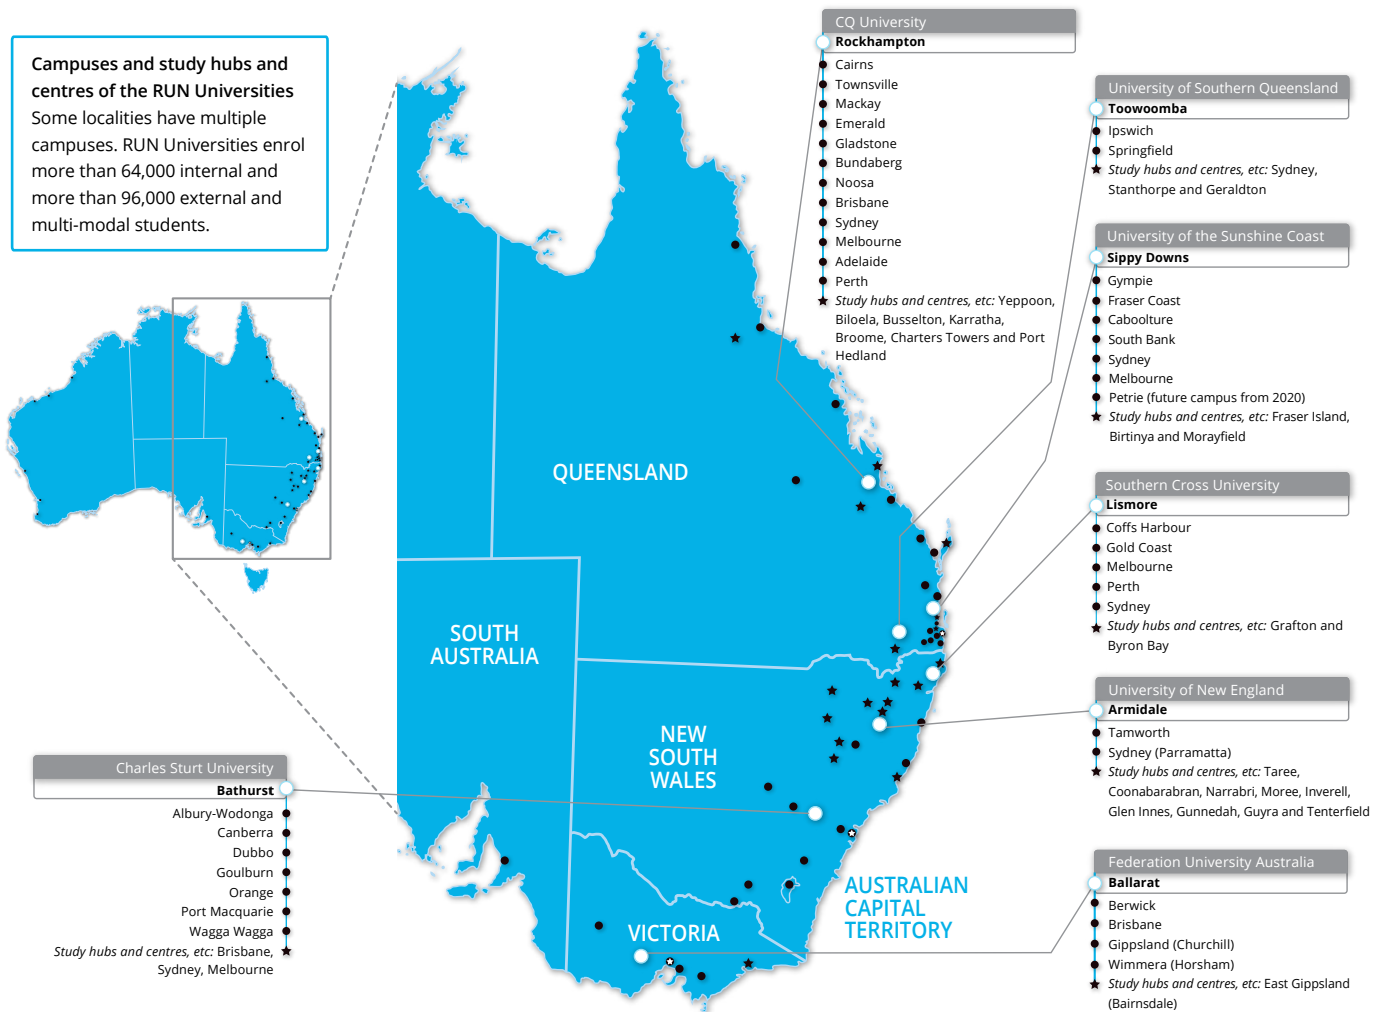 Campuses and study hubs and
centres of the RUN Universities
Some localities have multiple
campuses. RUN Universities enrol
more than 64,000 internal and
more than 96,000 external and
multi-modal students.
CQ University
Rockhampton
Cairns
Townsville
Mackay
Emerald
Gladstone
Bundaberg
Noosa
Brisbane
Sydney
Melbourne
Adelaide
Perth
Study hubs and centres, etc: Yeppoon,
Biloela, Busselton, Karratha,
Broome, Charters Towers and Port
Hedland
University of Southern Queensland
Toowoomba
Ipswich
Springfield
Study hubs and centres, etc: Sydney,
Stanthorpe and Geraldton
University of the Sunshine Coast
Sippy Downs
Gympie
Fraser Coast
Caboolture
South Bank
Sydney
Melbourne
Petrie (future campus from 2020)
Study hubs and centres, etc: Fraser Island,
Birtinya and Morayfield
Southern Cross University
Lismore
Coffs Harbour
Gold Coast
Melbourne
Perth
Sydney
Study hubs and centres, etc: Grafton and
Byron Bay
University of New England
Armidale
Tamworth
Sydney (Parramatta)
Study hubs and centres, etc: Taree,
Coonabarabran, Narrabri, Moree, Inverell,
Glen Innes, Gunnedah, Guyra and Tenterfield
Federation University Australia
Ballarat
Berwick
Brisbane
Gippsland (Churchill)
Wimmera (Horsham)
Study hubs and centres, etc: East Gippsland
(Bairnsdale)
QUEENSLAND
SOUTH
AUSTRALIA
NEW
SOUTH
WALES
AUSTRALIAN
CAPITAL
TERRITORY
VICTORIA
Charles Sturt University
Bathurst
Albury-Wodonga
Canberra
Dubbo
Goulburn
Orange
Port Macquarie
Wagga Wagga
Study hubs and centres, etc: Brisbane,
Sydney, Melbourne